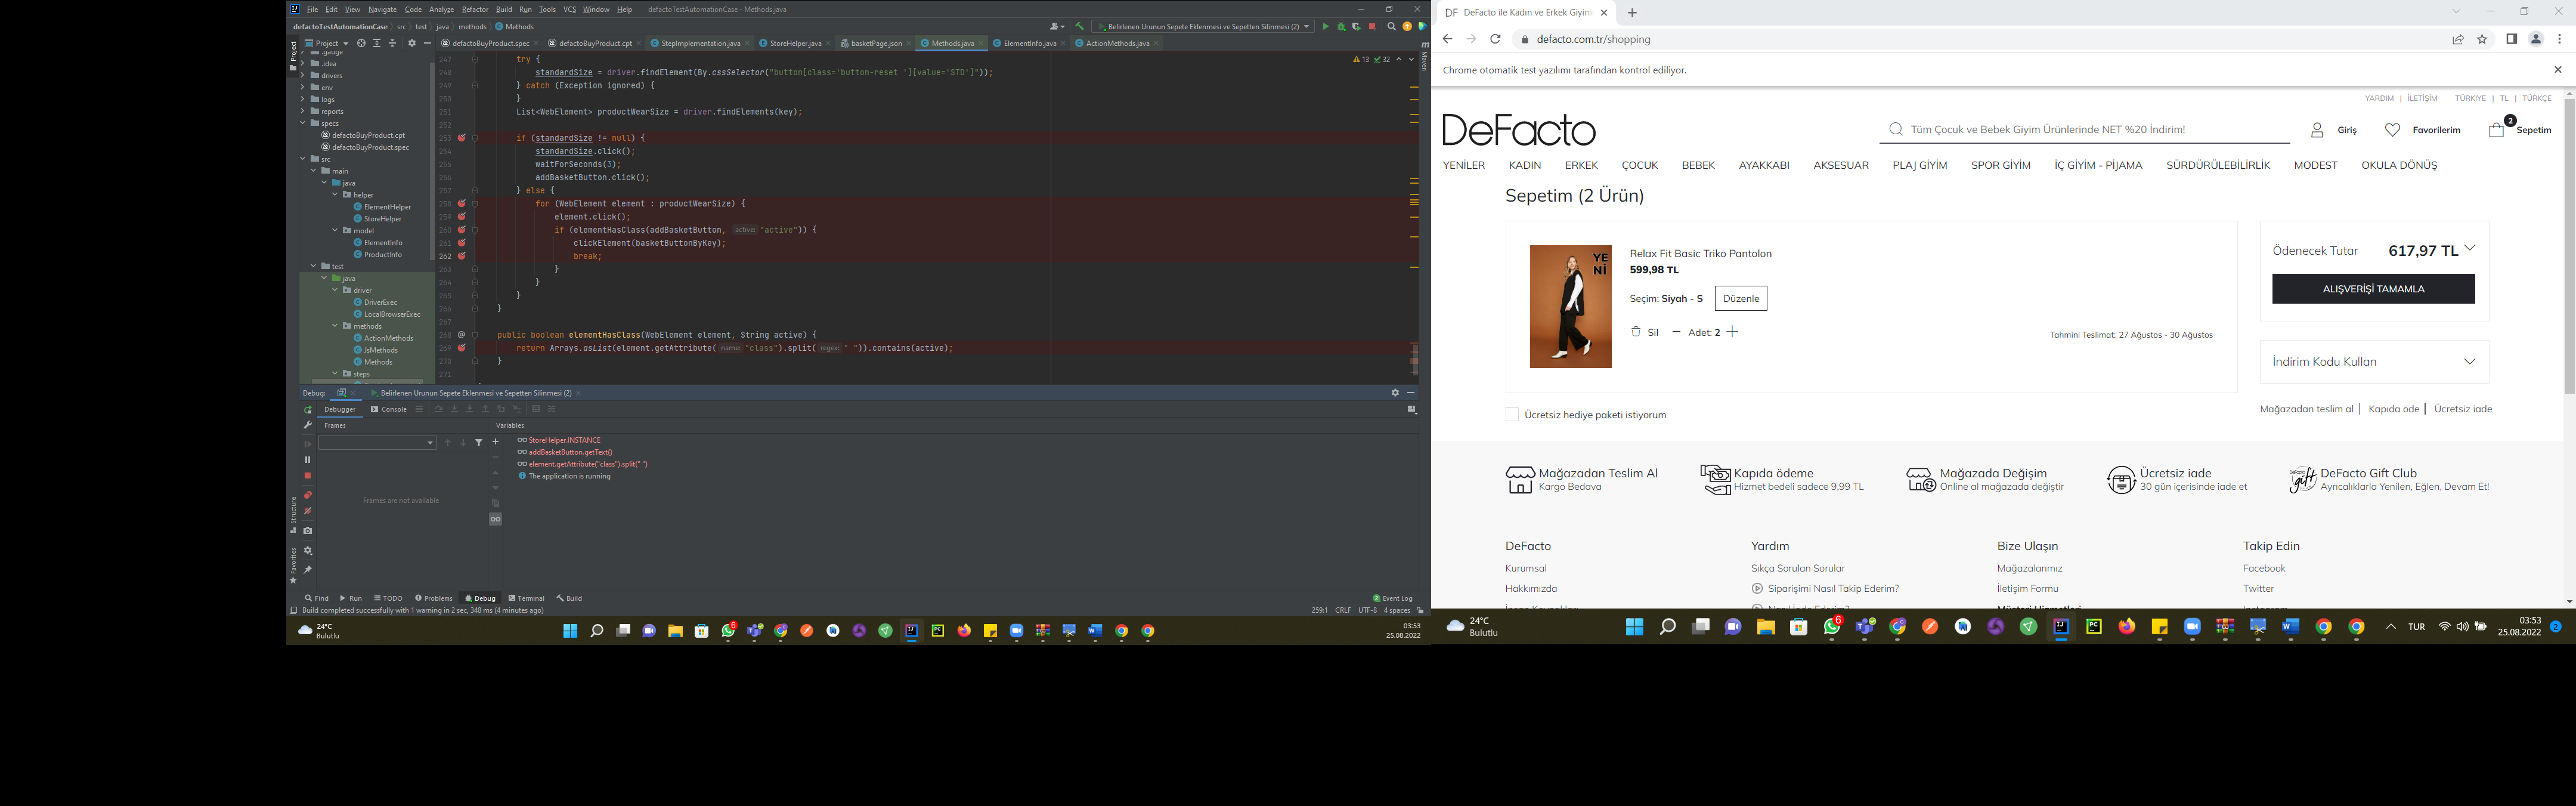 File Edit View Navigate Code Analyze Refactor Build Run Tools VCS Window Help defactoTestAutomationCase - Methods.java
defactoTestAutomationCase > src > test > java > methods > Methods
Belirlenen Urunun Sepete Eklenmesi ve Sepetten Silinmesi (2)
Project
defactoBuyProduct.spec defactoBuyProduct.cpt StepImplementation.java StoreHelper.java basketPage.json Methods.java ElementInfo.java ActionMethods.java
Project
Maven
.gauge
.idea
drivers
env
logs
reports
specs
defactoBuyProduct.cpt
defactoBuyProduct.spec
src
main
java
helper
ElementHelper
StoreHelper
model
ElementInfo
ProductInfo
test
java
driver
DriverExec
LocalBrowserExec
methods
ActionMethods
JsMethods
Methods
steps
13 32
247 try {
248 standardSize = driver.findElement(By.cssSelector("button[class='button-reset '][value='STD']"));
249 } catch (Exception ignored) {
250 }
251 List<WebElement> productWearSize = driver.findElements(key);
252
253 if (standardSize != null) {
254 standardSize.click();
255 waitForSeconds(3);
256 addBasketButton.click();
257 } else {
258 for (WebElement element : productWearSize) {
259 element.click();
260 if (elementHasClass(addBasketButton, active: "active")) {
261 clickElement(basketButtonByKey);
262 break;
263 }
264 }
265 }
266 }
267
268 @ public boolean elementHasClass(WebElement element, String active) {
269 return Arrays.asList(element.getAttribute( name: "class").split( regex: " ")).contains(active);
270 }
271
Debug: Belirlenen Urunun Sepete Eklenmesi ve Sepetten Silinmesi (2)
Debugger Console
Frames
Variables
StoreHelper.INSTANCE
addBasketButton.getText()
element.getAttribute("class").split(" ")
The application is running
Frames are not available
Structure
Favorites
Find Run TODO Problems Debug Terminal Build Event Log
Build completed successfully with 1 warning in 2 sec, 348 ms (4 minutes ago) 259:1 CRLF UTF-8 4 spaces
24°C
Bulutlu
6
03:53
25.08.2022
DF DeFacto ile Kadın ve Erkek Giyim
defacto.com.tr/shopping
Chrome otomatik test yazılımı tarafından kontrol ediliyor.
YARDIM | İLETİŞİM TÜRKIYE | TL | TÜRKÇE
DeFacto
Tüm Çocuk ve Bebek Giyim Ürünlerinde NET %20 İndirim!
Giriş Favorilerim 2 Sepetim
YENİLER KADIN ERKEK ÇOCUK BEBEK AYAKKABI AKSESUAR PLAJ GİYİM SPOR GİYİM İÇ GİYİM - PİJAMA SÜRDÜRÜLEBİLİRLİK MODEST OKULA DÖNÜŞ
Sepetim (2 Ürün)
YE
Nİ
Relax Fit Basic Triko Pantolon
599,98 TL
Seçim: Siyah - S Düzenle
Sil Adet: 2
Tahmini Teslimat: 27 Ağustos - 30 Ağustos
Ödenecek Tutar 617,97 TL
ALIŞVERİŞİ TAMAMLA
İndirim Kodu Kullan
Mağazadan teslim al | Kapıda öde | Ücretsiz iade
Ücretsiz hediye paketi istiyorum
Mağazadan Teslim Al
Kargo Bedava
Kapıda ödeme
Hizmet bedeli sadece 9,99 TL
Mağazada Değişim
Online al mağazada değiştir
Ücretsiz iade
30 gün içerisinde iade et
DeFacto gift
DeFacto Gift Club
Ayrıcalıklarla Yenilen, Eğlen, Devam Et!
DeFacto
Kurumsal
Hakkımızda
Yardım
Sıkça Sorulan Sorular
Siparişimi Nasıl Takip Ederim?
Bize Ulaşın
Mağazalarımız
İletişim Formu
Müşteri Hizmetleri
Takip Edin
Facebook
Twitter
24°C
Bulutlu
6
TUR
03:53
25.08.2022
2